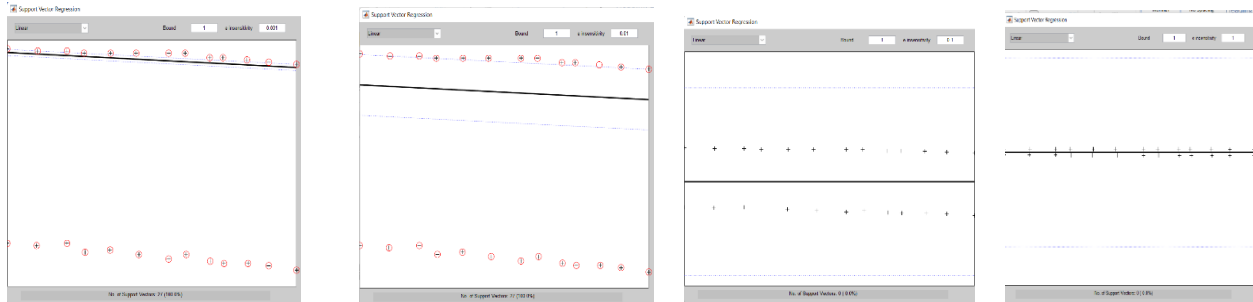 Support Vector Regression
Linear
Bound
1
ε insensitivity
0.001
No. of Support Vectors: 27 (100.0%)
Support Vector Regression
Linear
Bound
1
ε insensitivity
0.01
No. of Support Vectors: 27 (100.0%)
Support Vector Regression
Linear
Bound
1
ε insensitivity
0.1
No. of Support Vectors: 0 ( 0.0%)
Support Vector Regression
Linear
Bound
1
ε insensitivity
1
No. of Support Vectors: 0 ( 0.0%)